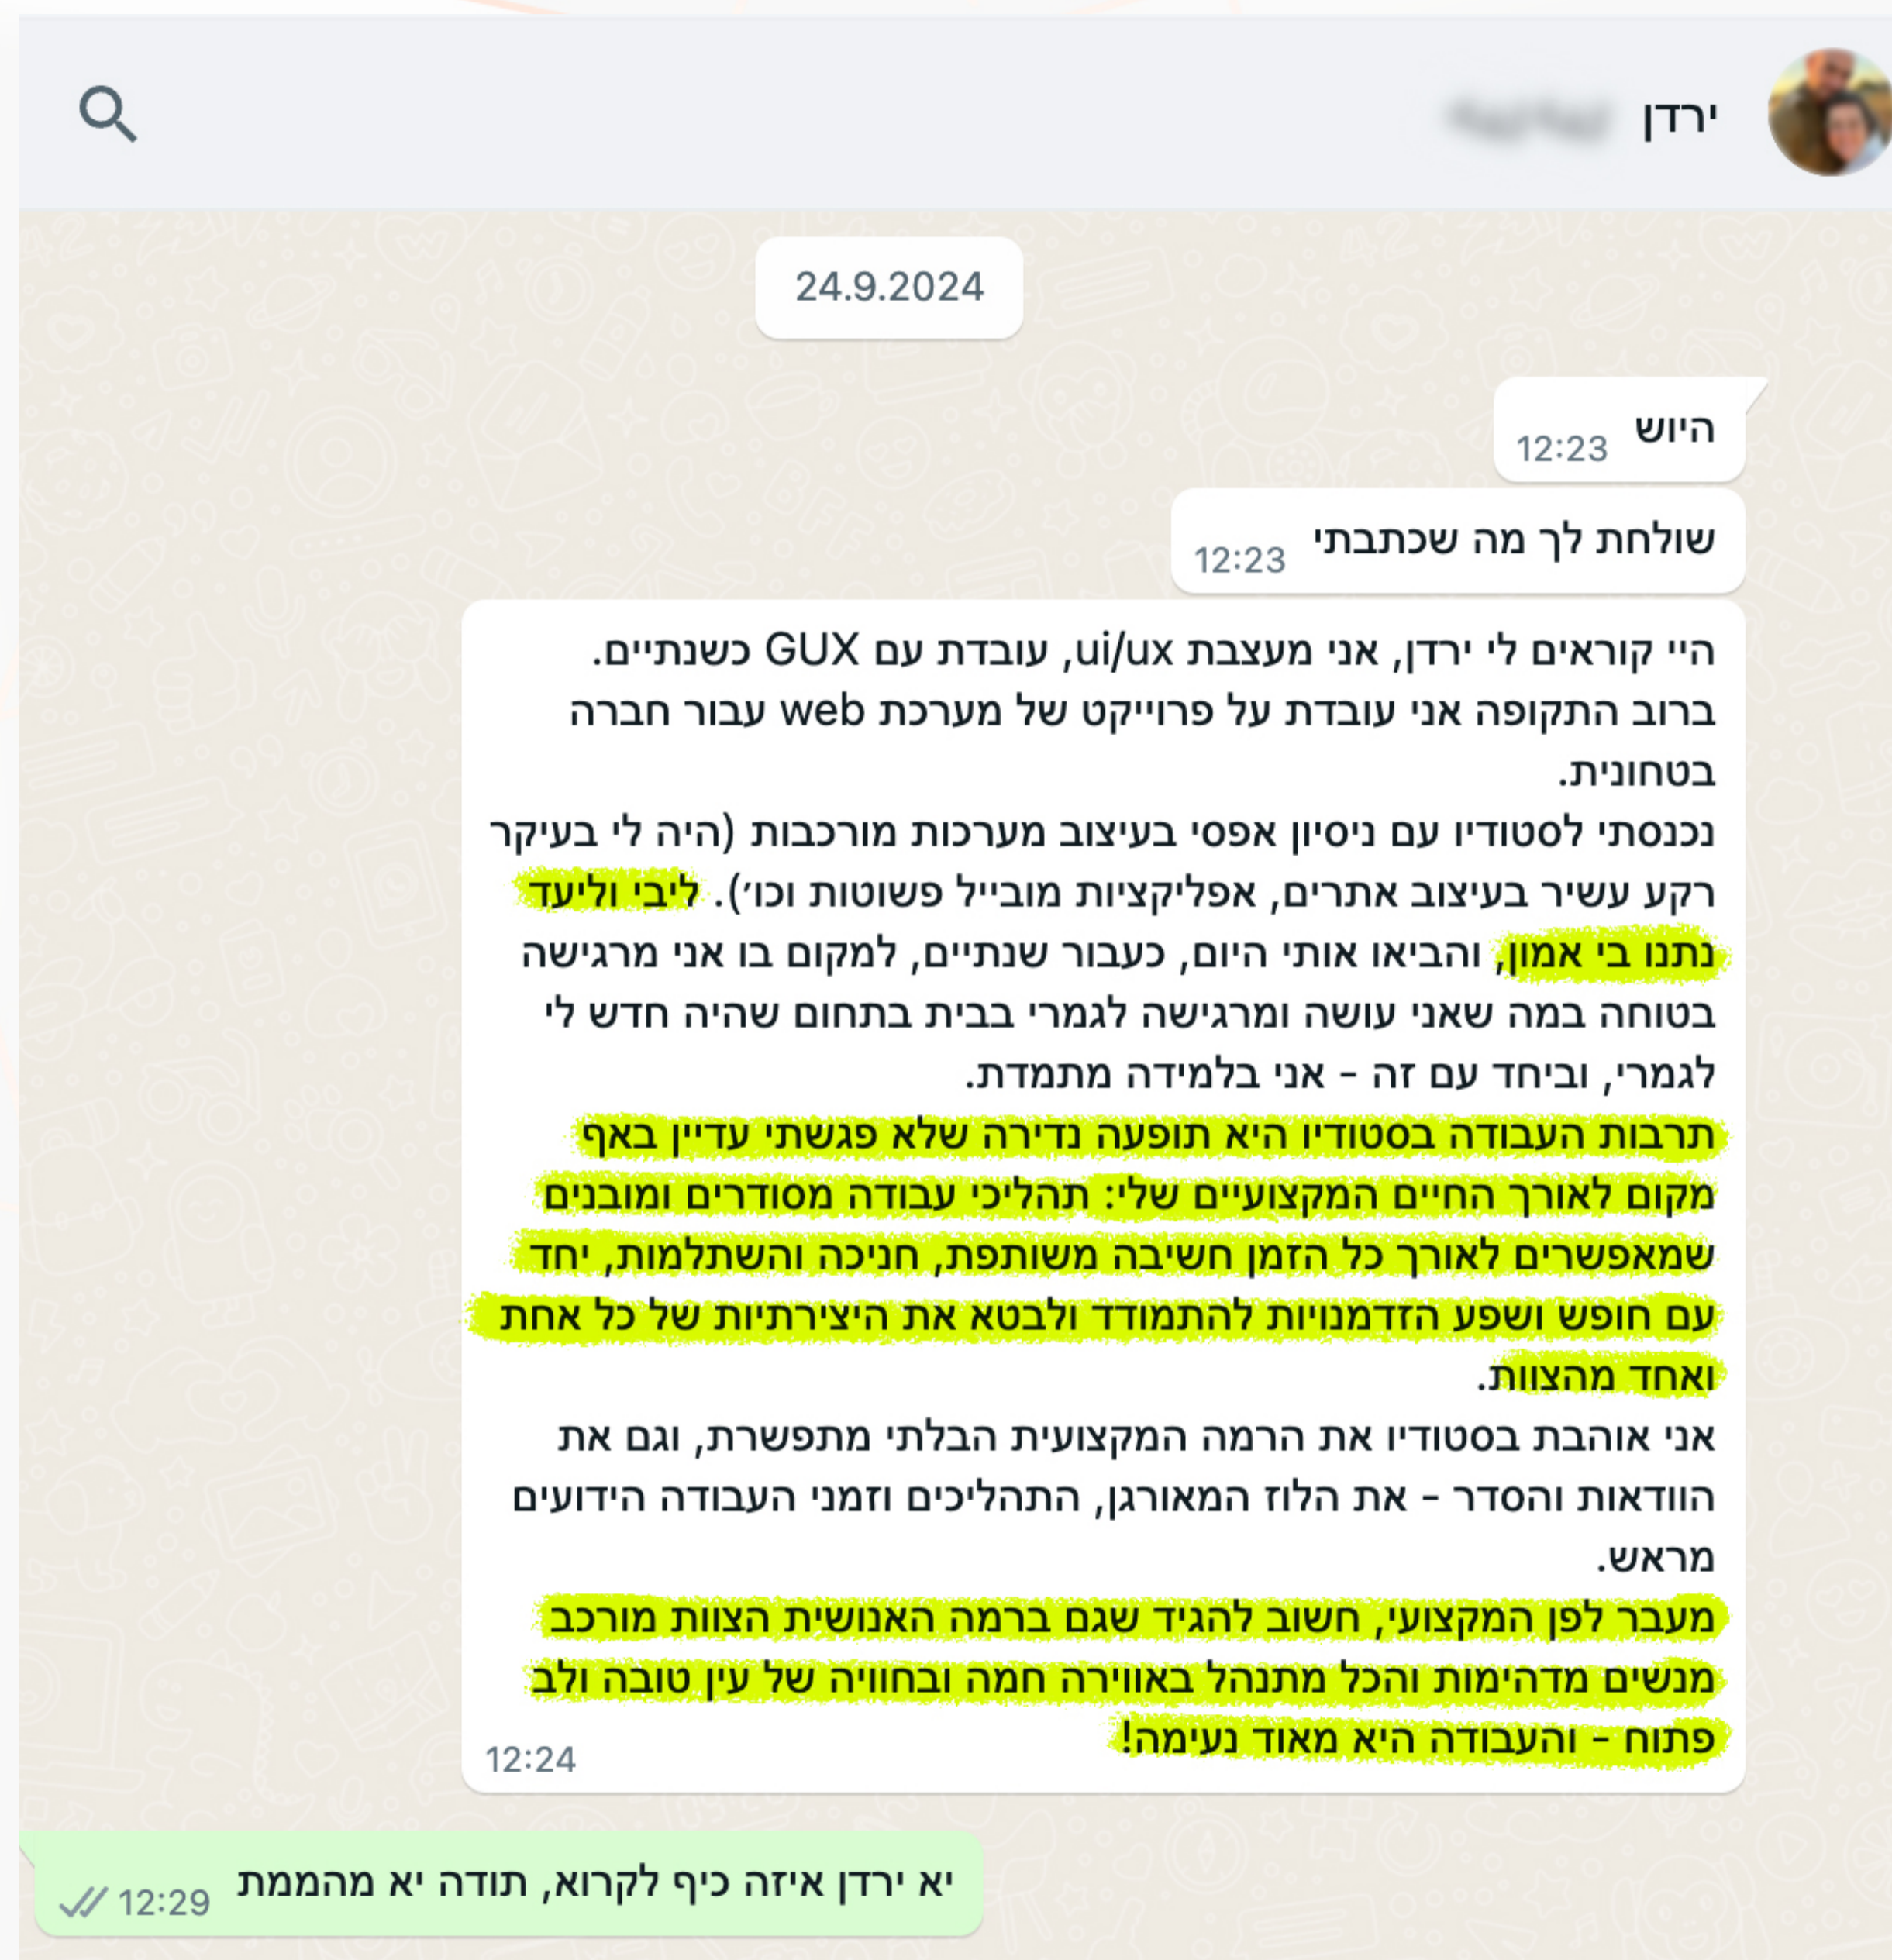 ירדן
24.9.2024
היוש
12:23
שולחת לך מה שכתבתי
12:23
היי קוראים לי ירדן, אני מעצבת ui/ux, עובדת עם GUX כשנתיים.
ברוב התקופה אני עובדת על פרוייקט של מערכת web עבור חברה
בטחונית.
נכנסתי לסטודיו עם ניסיון אפסי בעיצוב מערכות מורכבות (היה לי בעיקר
רקע עשיר בעיצוב אתרים, אפליקציות מובייל פשוטות וכו׳). ליבי וליעד
נתנו בי אמון, והביאו אותי היום, כעבור שנתיים, למקום בו אני מרגישה
בטוחה במה שאני עושה ומרגישה לגמרי בבית בתחום שהיה חדש לי
לגמרי, וביחד עם זה – אני בלמידה מתמדת.
תרבות העבודה בסטודיו היא תופעה נדירה שלא פגשתי עדיין באף
מקום לאורך החיים המקצועיים שלי: תהליכי עבודה מסודרים ומובנים
שמאפשרים לאורך כל הזמן חשיבה משותפת, חניכה והשתלמות, יחד
עם חופש ושפע הזדמנויות להתמודד ולבטא את היצירתיות של כל אחת
ואחד מהצוות.
אני אוהבת בסטודיו את הרמה המקצועית הבלתי מתפשרת, וגם את
הוודאות והסדר – את הלוז המאורגן, התהליכים וזמני העבודה הידועים
מראש.
מעבר לפן המקצועי, חשוב להגיד שגם ברמה האנושית הצוות מורכב
מנשים מדהימות והכל מתנהל באווירה חמה ובחוויה של עין טובה ולב
פתוח – והעבודה היא מאוד נעימה!
12:24
יא ירדן איזה כיף לקרוא, תודה יא מהממת
12:29